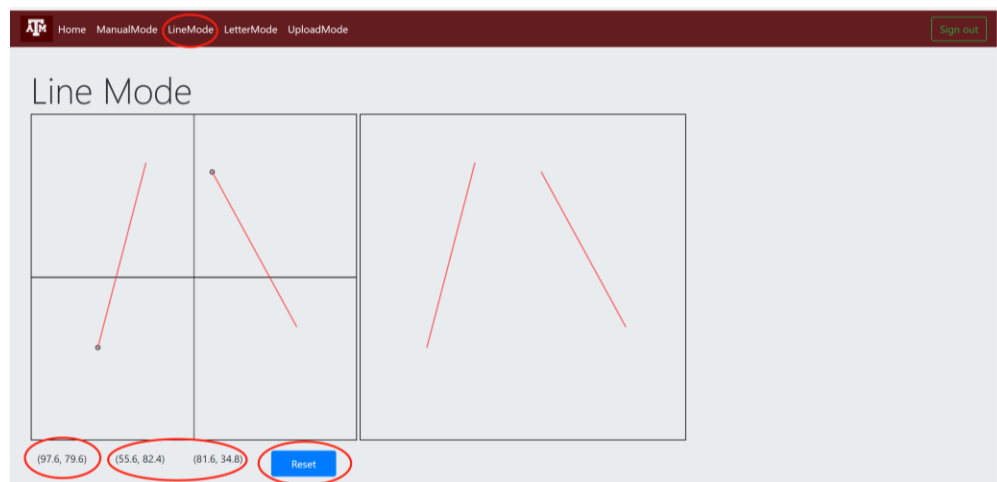 ATM Home ManualMode LineMode LetterMode UploadMode Sign out
Line Mode
(97.6, 79.6) (55.6, 82.4) (81.6, 34.8) Reset